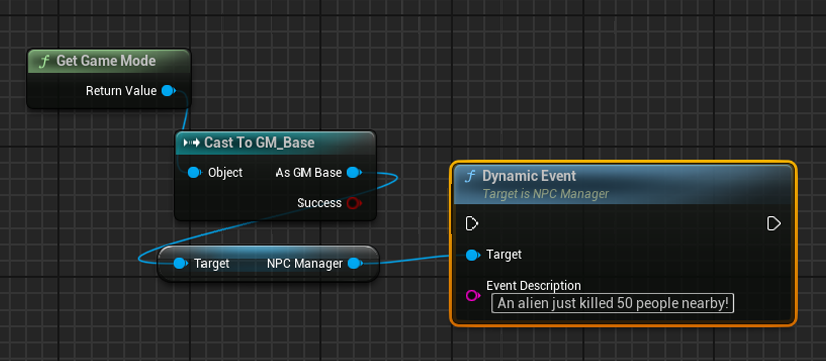 f Get Game Mode
Return Value
Cast To GM_Base
Object As GM Base
Success
Target NPC Manager
f Dynamic Event
Target is NPC Manager
Target
Event Description
An alien just killed 50 people nearby!